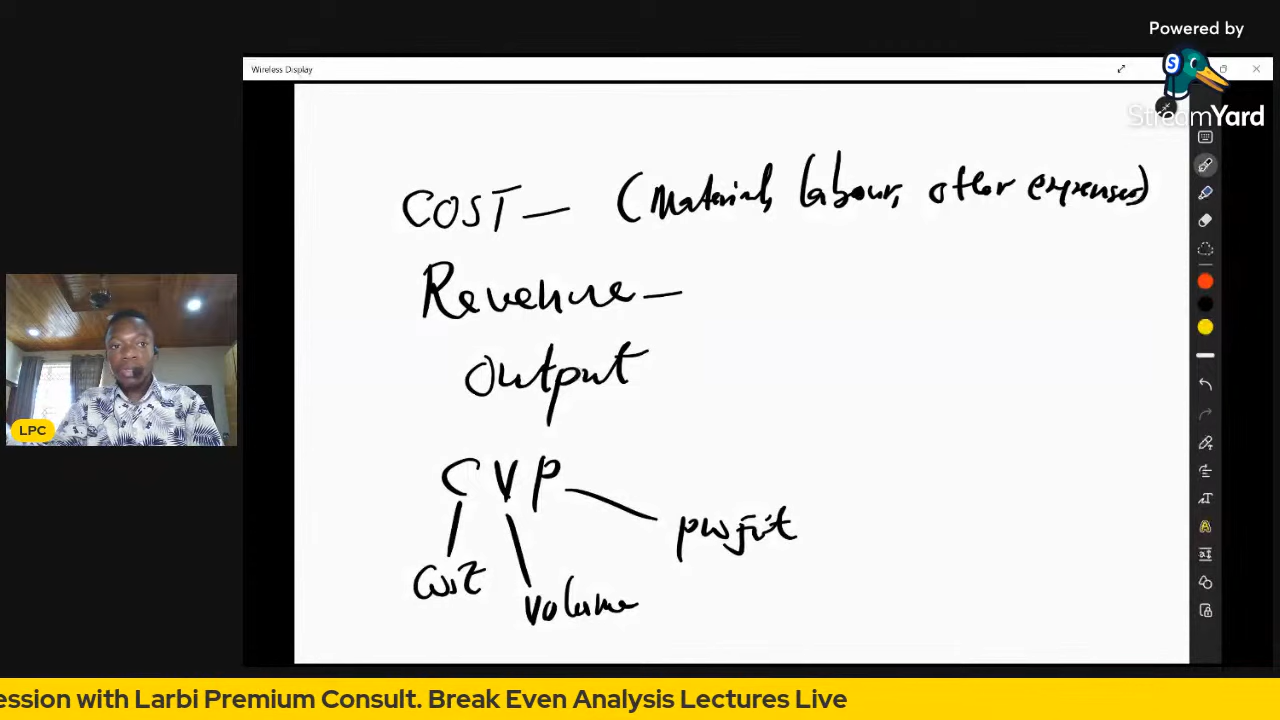 Powered by
StreamYard
Wireless Display
COST — (Material, labour, other expenses)
Revenue —
Output
CVP
profit
Cost
Volume
LPC
ession with Larbi Premium Consult. Break Even Analysis Lectures Live